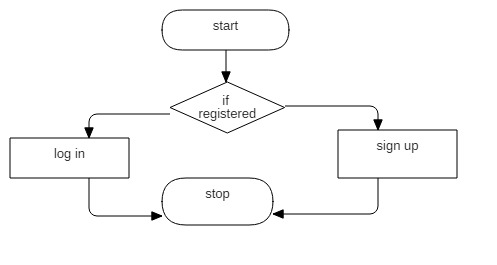 start
if
registered
log in
sign up
stop